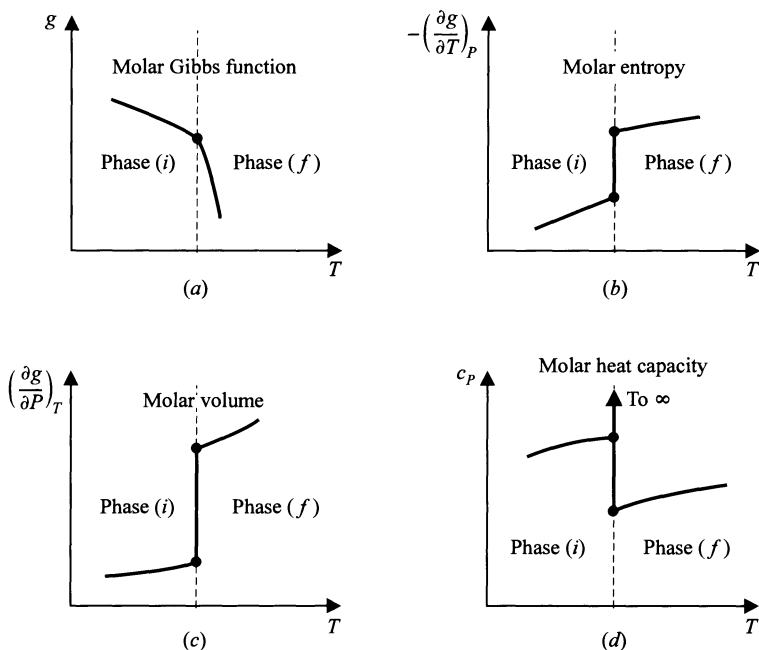 g
Molar Gibbs function
Phase (i)
Phase (f)
T
(a)
−(∂g/∂T)_P
Molar entropy
Phase (i)
Phase (f)
T
(b)
(∂g/∂P)_T
Molar volume
Phase (i)
Phase (f)
T
(c)
c_P
Molar heat capacity
To ∞
Phase (i)
Phase (f)
T
(d)